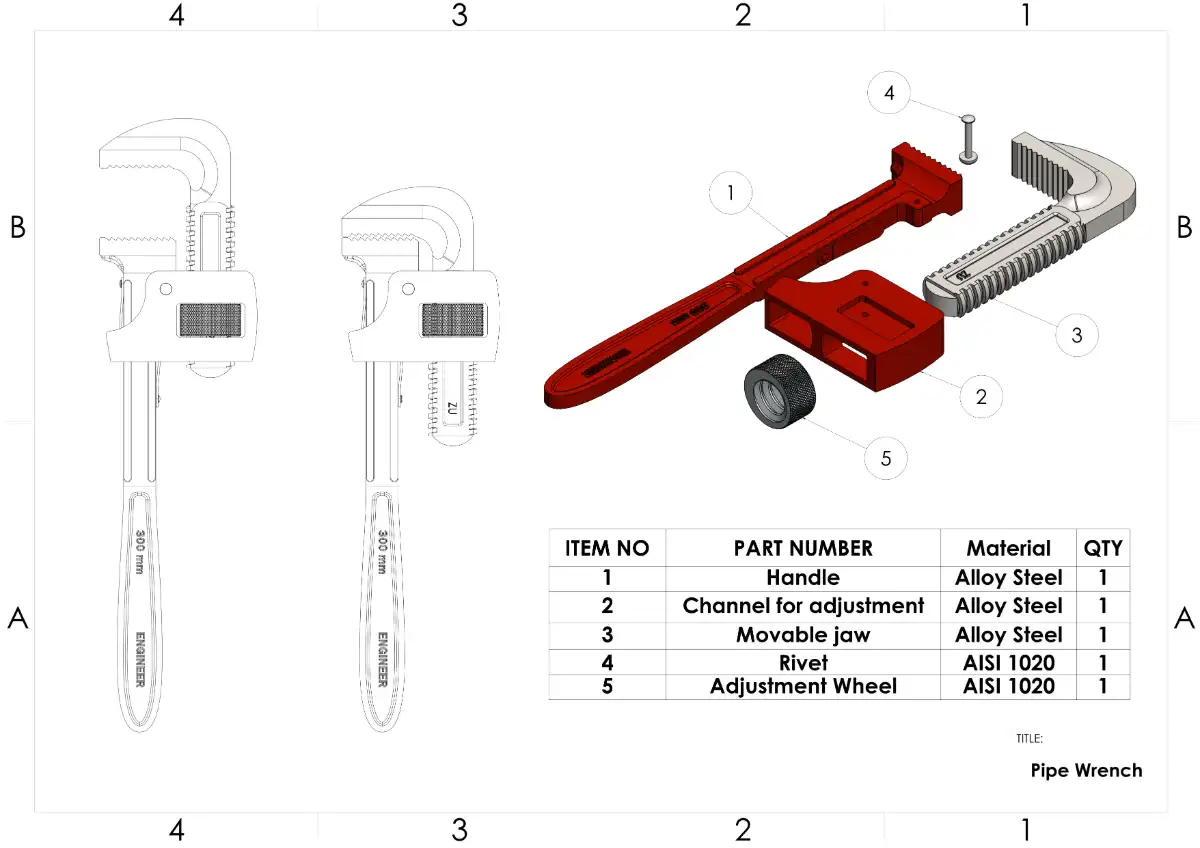 4 3 2 1
B B
4
1
3
2
5
ZU
300 mm 300 mm
ENGINEER ENGINEER
ENGINEER
A A
ITEM NO PART NUMBER Material QTY
1 Handle Alloy Steel 1
2 Channel for adjustment Alloy Steel 1
3 Movable jaw Alloy Steel 1
4 Rivet AISI 1020 1
5 Adjustment Wheel AISI 1020 1
TITLE:
Pipe Wrench
4 3 2 1